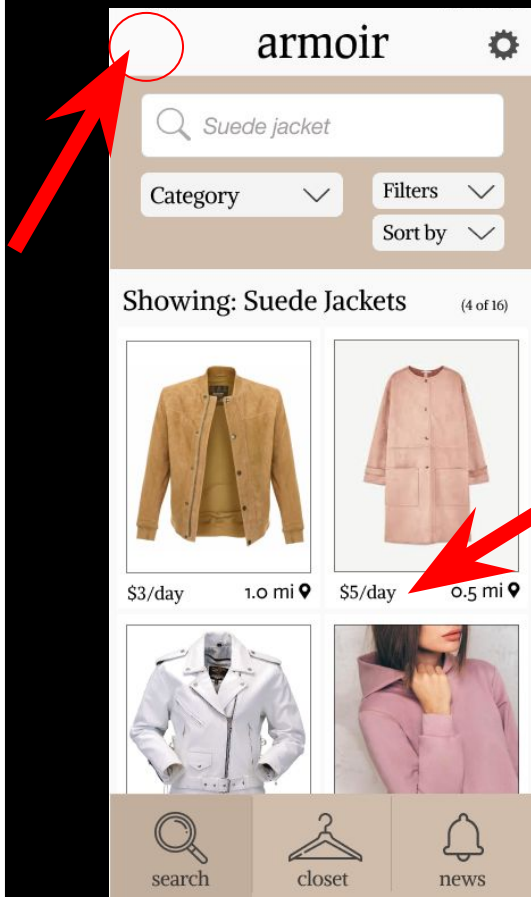 armoir
Suede jacket
Category
Filters
Sort by
Showing: Suede Jackets (4 of 16)
$3/day 1.0 mi $5/day 0.5 mi
search closet news